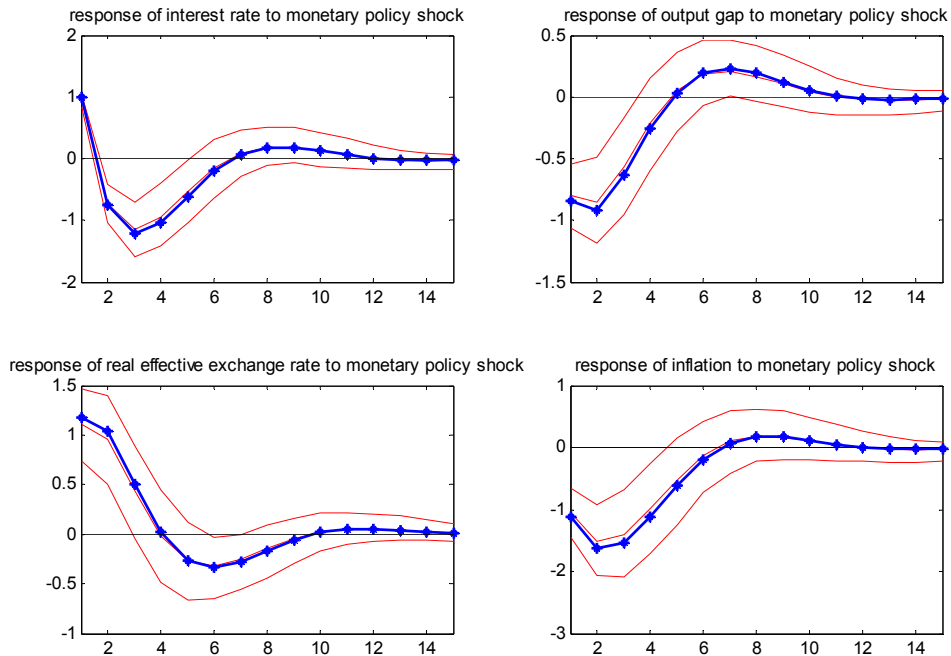 response of interest rate to monetary policy shock
2
1
0
-1
-2
2 4 6 8 10 12 14
response of output gap to monetary policy shock
0.5
0
-0.5
-1
-1.5
2 4 6 8 10 12 14
response of real effective exchange rate to monetary policy shock
1.5
1
0.5
0
-0.5
-1
2 4 6 8 10 12 14
response of inflation to monetary policy shock
1
0
-1
-2
-3
2 4 6 8 10 12 14